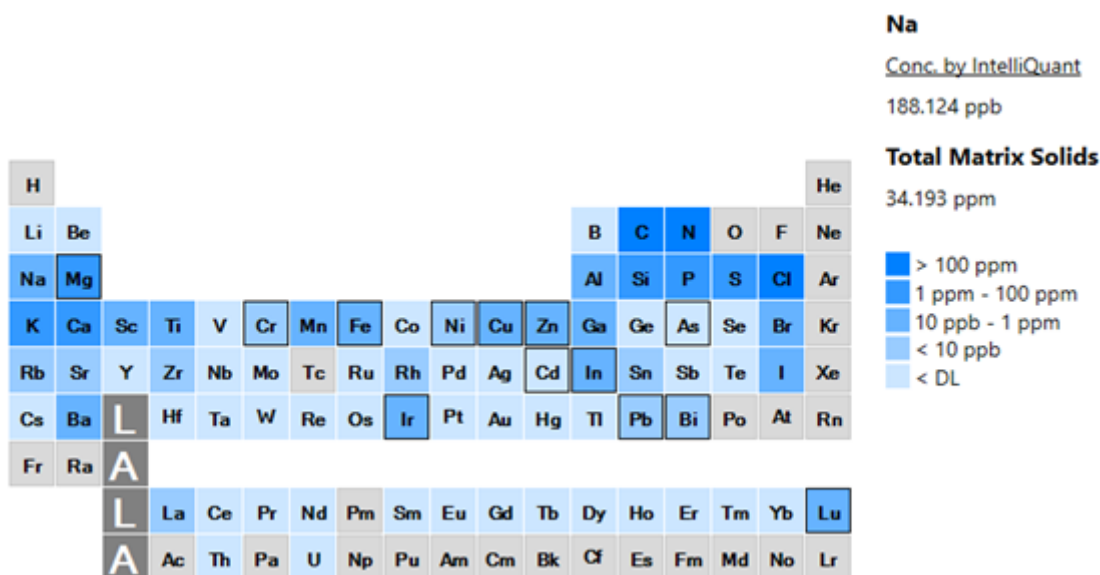 Na
Conc. by IntelliQuant
188.124 ppb
Total Matrix Solids
34.193 ppm
> 100 ppm
1 ppm - 100 ppm
10 ppb - 1 ppm
< 10 ppb
< DL
H He
Li Be B C N O F Ne
Na Mg Al Si P S Cl Ar
K Ca Sc Ti V Cr Mn Fe Co Ni Cu Zn Ga Ge As Se Br Kr
Rb Sr Y Zr Nb Mo Tc Ru Rh Pd Ag Cd In Sn Sb Te I Xe
Cs Ba L Hf Ta W Re Os Ir Pt Au Hg Tl Pb Bi Po At Rn
Fr Ra A
L La Ce Pr Nd Pm Sm Eu Gd Tb Dy Ho Er Tm Yb Lu
A Ac Th Pa U Np Pu Am Cm Bk Cf Es Fm Md No Lr